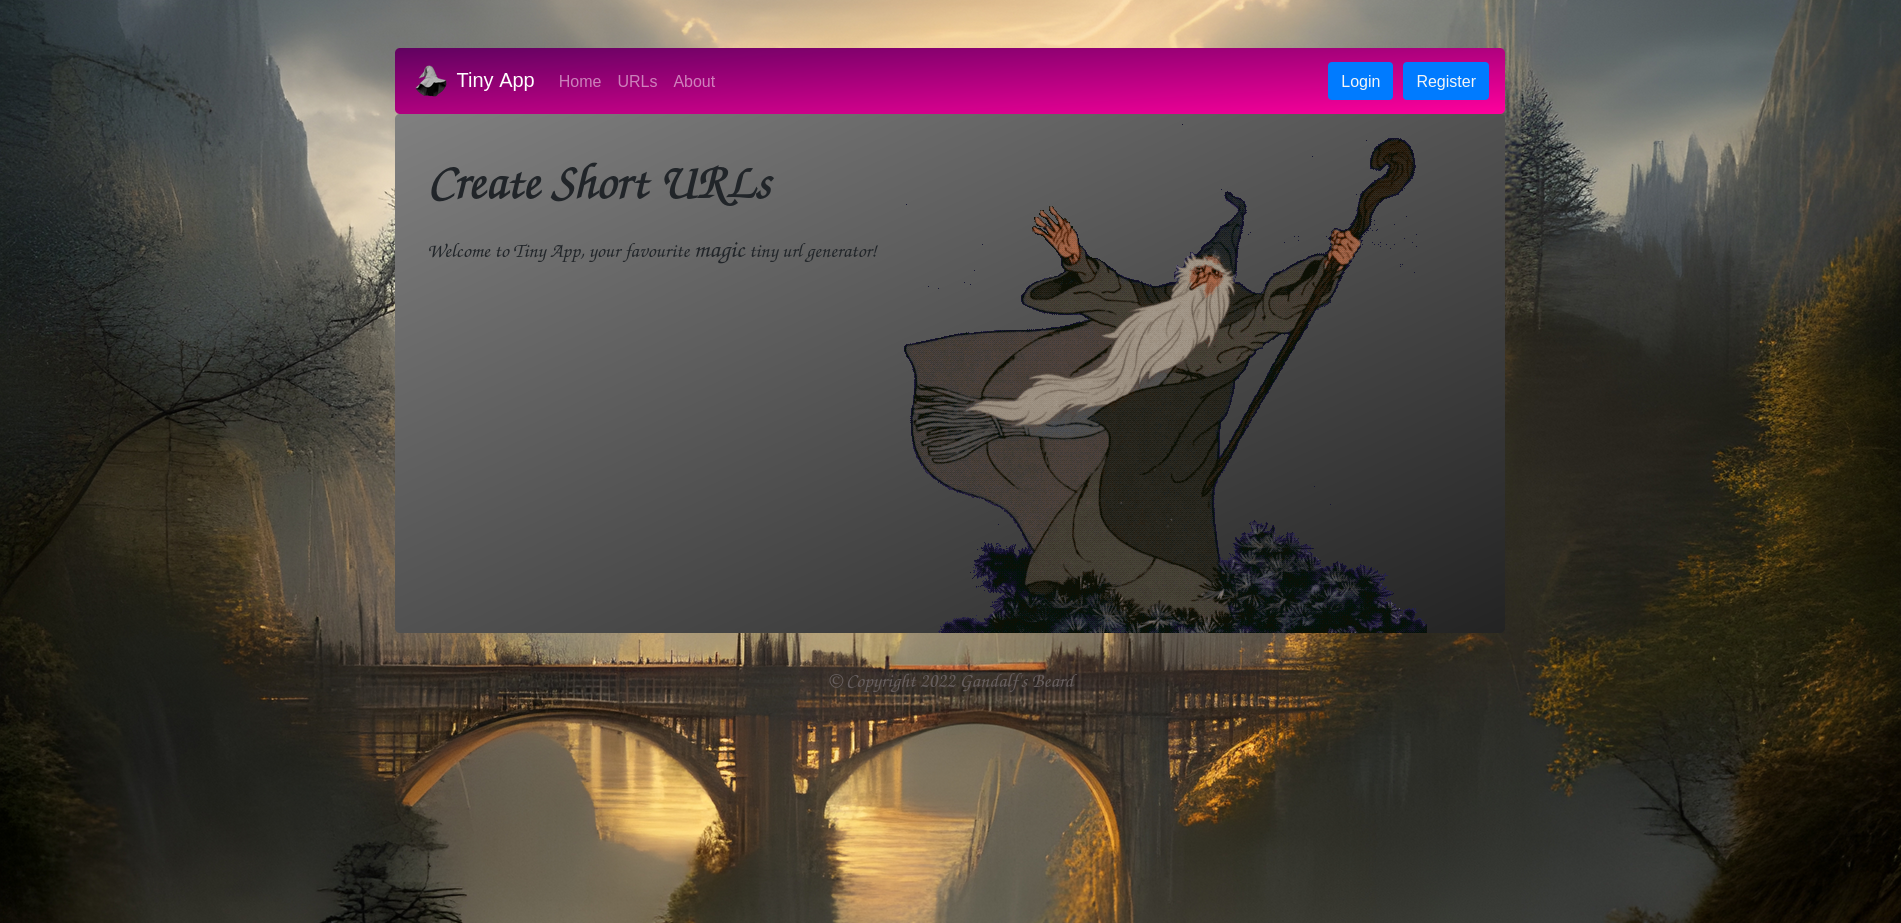 Tiny App Home URLs About Login Register
Create Short URLs
Welcome to Tiny App, your favourite magic tiny url generator!
© Copyright 2022 Gandalf's Beard